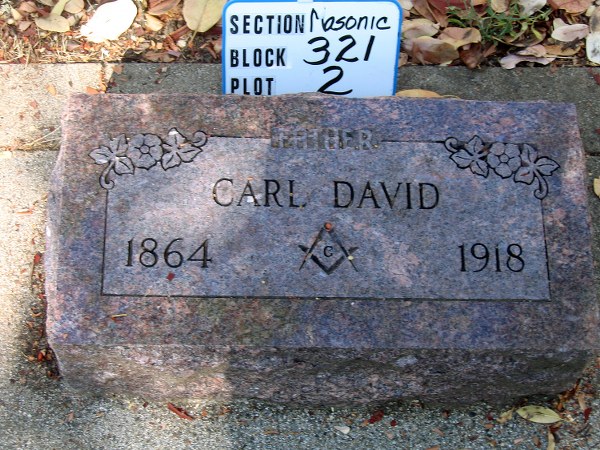 SECTION Masonic
BLOCK 321
PLOT 2
FATHER
CARL DAVID
1864 G 1918